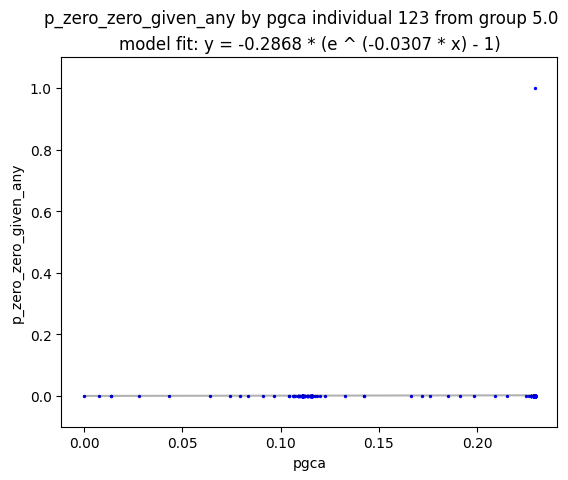 p_zero_zero_given_any by pgca individual 123 from group 5.0
model fit: y = -0.2868 * (e ^ (-0.0307 * x) - 1)
1.0
0.8
0.6
0.4
0.2
0.0
p_zero_zero_given_any
0.00 0.05 0.10 0.15 0.20
pgca